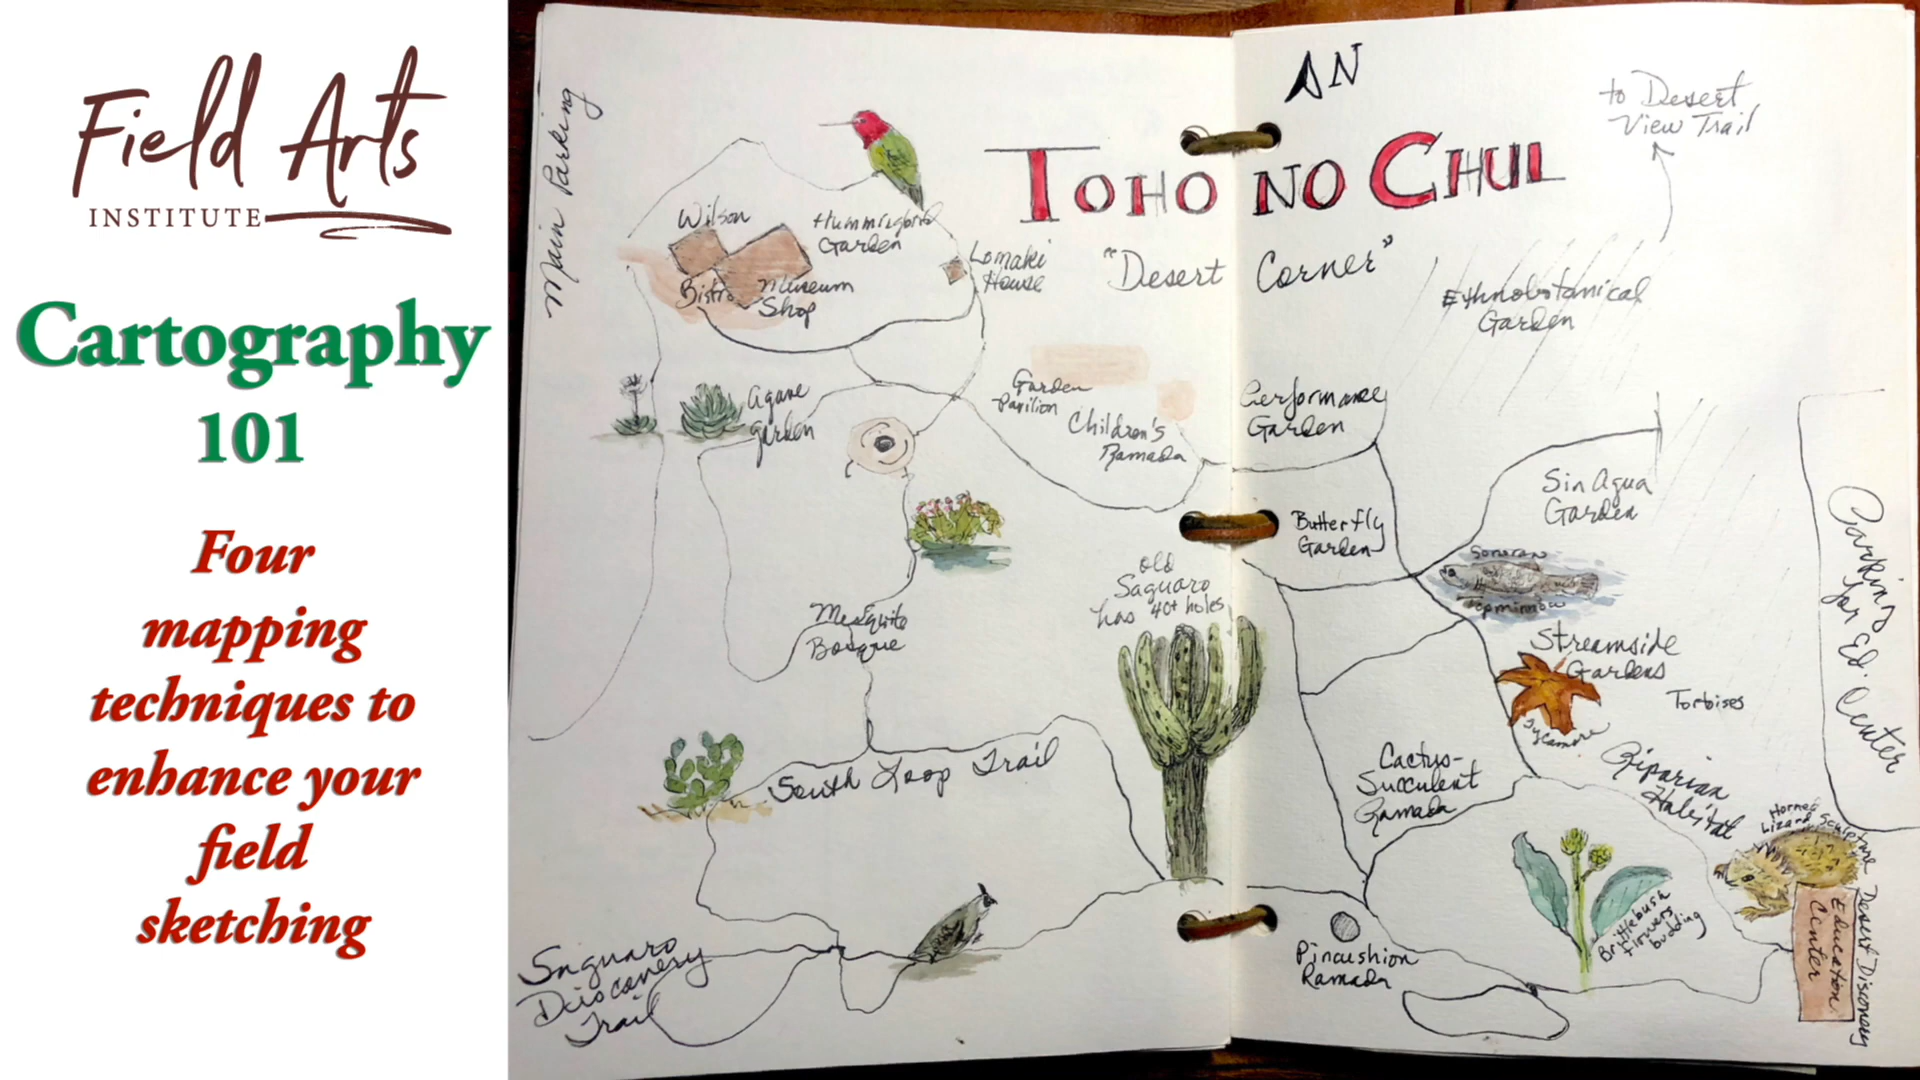 Field Arts
INSTITUTE
Cartography
101
Four
mapping
techniques to
enhance your
field
sketching
Main Parking
AN
TOHONO CHUL
"Desert Corner"
to Desert
View Trail
Wilson
Bistro
Museum
Shop
Hummingbird
Garden
Lomaki
House
Ethnobotanical
Garden
Agave
Garden
Garden
Pavilion
Children's
Ramada
Performance
Garden
Sin Agua
Garden
Butterfly
Garden
Sonoran
Topminnow
Parking
for Ed. Center
old
Saguaro
has 40+ holes
Mesquite
Bosque
Streamside
Gardens
Sycamore
Tortoises
Riparian
Habitat
South Loop Trail
Cactus-
Succulent
Ramada
Horned
Lizard Sculpture
Brittlebush
flowers
budding
Desert Discovery
Education
Center
Pincushion
Ramada
Saguaro
Discovery
Trail